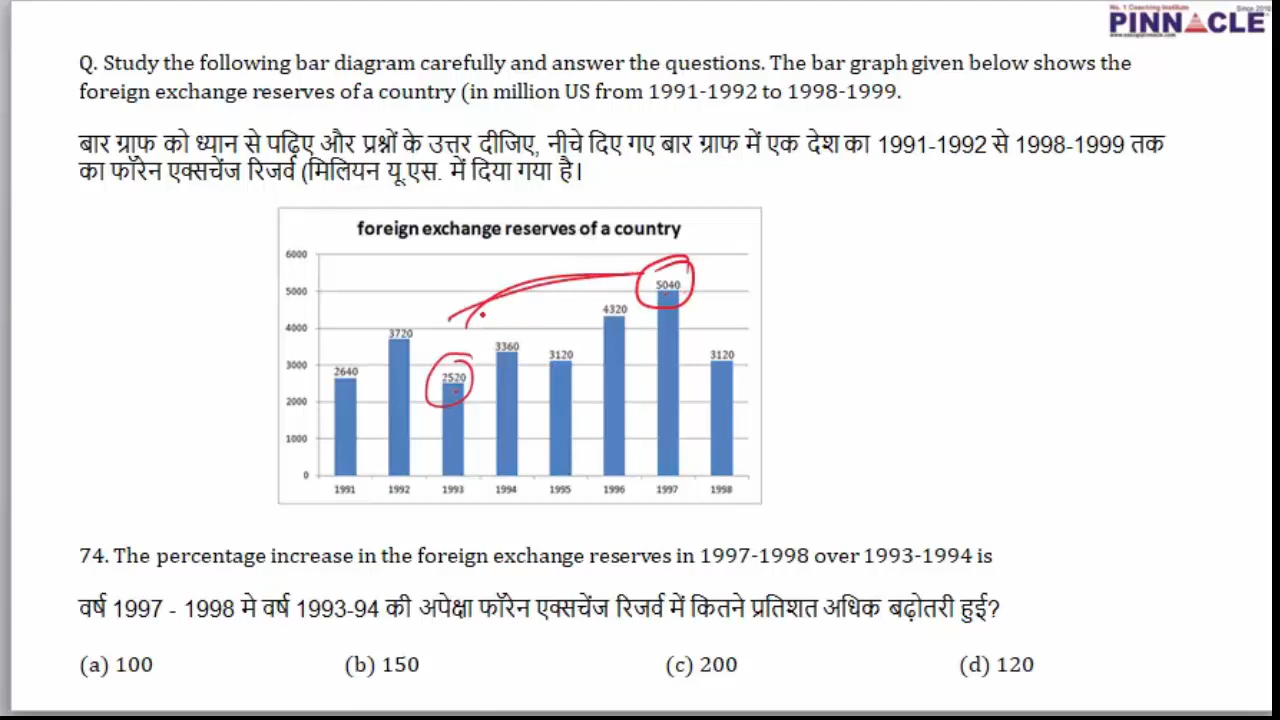 No. 1 Coaching Institute
Since 2010
PINNACLE
Q. Study the following bar diagram carefully and answer the questions. The bar graph given below shows the
foreign exchange reserves of a country (in million US from 1991-1992 to 1998-1999.
बार ग्राफ को ध्यान से पढ़िए और प्रश्नों के उत्तर दीजिए, नीचे दिए गए बार ग्राफ में एक देश का 1991-1992 से 1998-1999 तक
का फॉरेन एक्सचेंज रिजर्व (मिलियन यू.एस. में दिया गया है।
foreign exchange reserves of a country
6000
5000
4000
3000
2000
1000
0
2640
3720
2520
3360
3120
4320
5040
3120
1991 1992 1993 1994 1995 1996 1997 1998
74. The percentage increase in the foreign exchange reserves in 1997-1998 over 1993-1994 is
वर्ष 1997 - 1998 मे वर्ष 1993-94 की अपेक्षा फॉरेन एक्सचेंज रिजर्व में कितने प्रतिशत अधिक बढ़ोतरी हुई?
(a) 100 (b) 150 (c) 200 (d) 120